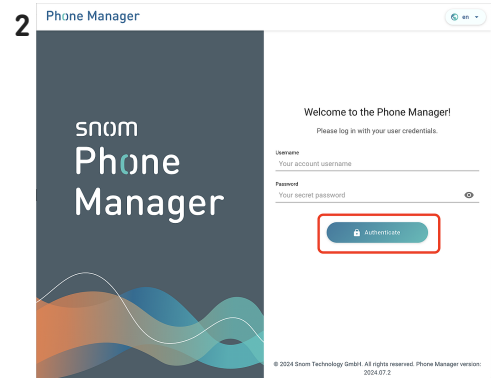 2
Phone Manager
en
snom
Phone
Manager
Welcome to the Phone Manager!
Please log in with your user credentials.
Username
Your account username
Password
Your secret password
Authenticate
© 2024 Snom Technology GmbH. All rights reserved. Phone Manager version:
2024.07.2